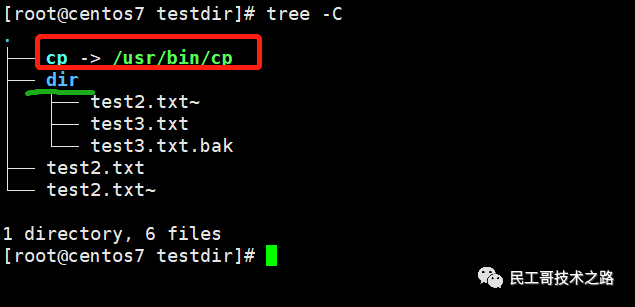 [root@centos7 testdir]# tree -C
.
├── cp -> /usr/bin/cp
├── dir
│   ├── test2.txt~
│   ├── test3.txt
│   └── test3.txt.bak
├── test2.txt
└── test2.txt~
1 directory, 6 files
[root@centos7 testdir]#
民工哥技术之路